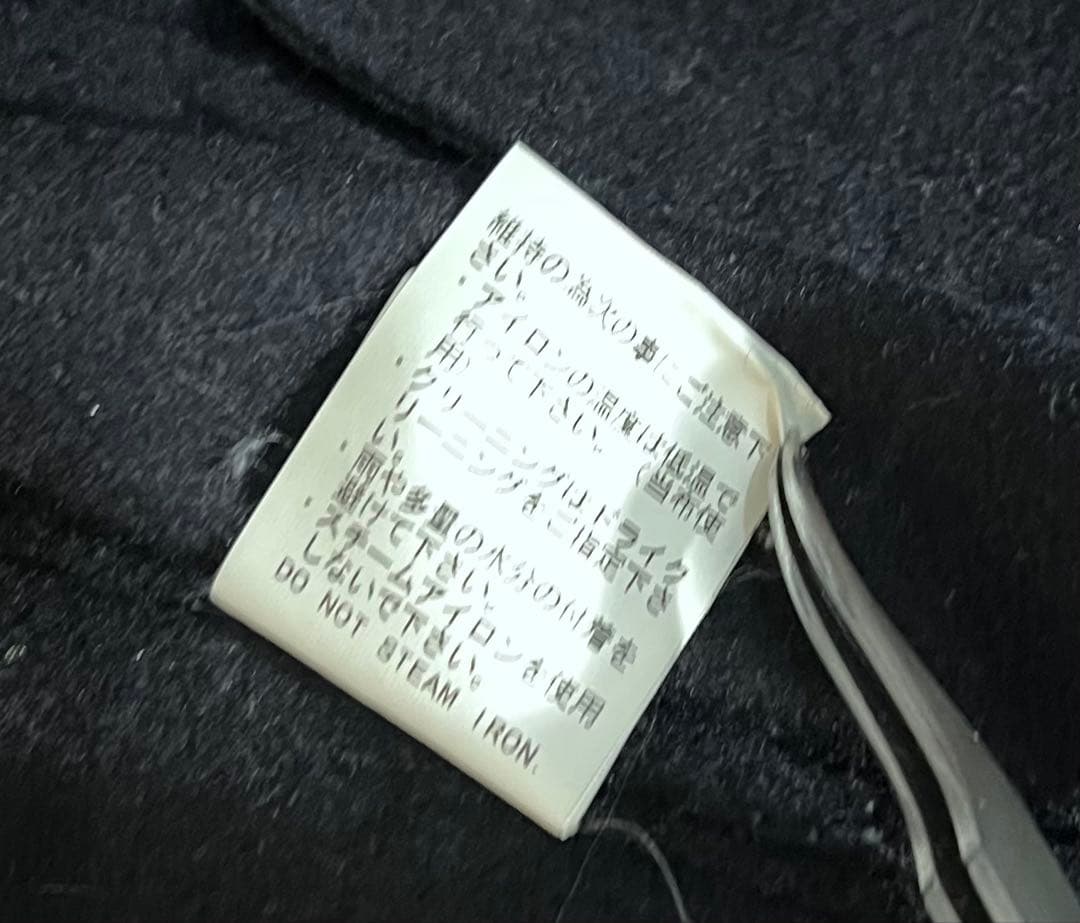 維持の為次の事にご注意下
さい。
・アイロンの温度は低温で
行って下さい。（当布使
用）
・クリーニングはドライク
リーニングをご指定下さ
い。
・雨や多量の水分の付着を
避けて下さい。
・スチームアイロンを使用
しないで下さい。
DO NOT STEAM IRON.